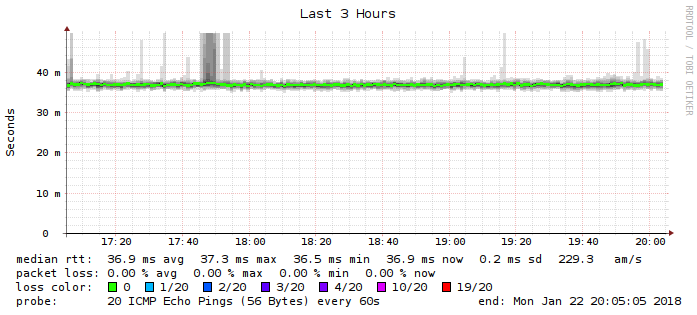 Last 3 Hours
RRDTOOL / TOBI OETIKER
Seconds
40 m
30 m
20 m
10 m
0
17:20 17:40 18:00 18:20 18:40 19:00 19:20 19:40 20:00
median rtt: 36.9 ms avg 37.3 ms max 36.5 ms min 36.9 ms now 0.2 ms sd 229.3 am/s
packet loss: 0.00 % avg 0.00 % max 0.00 % min 0.00 % now
loss color: 0 1/20 2/20 3/20 4/20 10/20 19/20
probe: 20 ICMP Echo Pings (56 Bytes) every 60s end: Mon Jan 22 20:05:05 2018